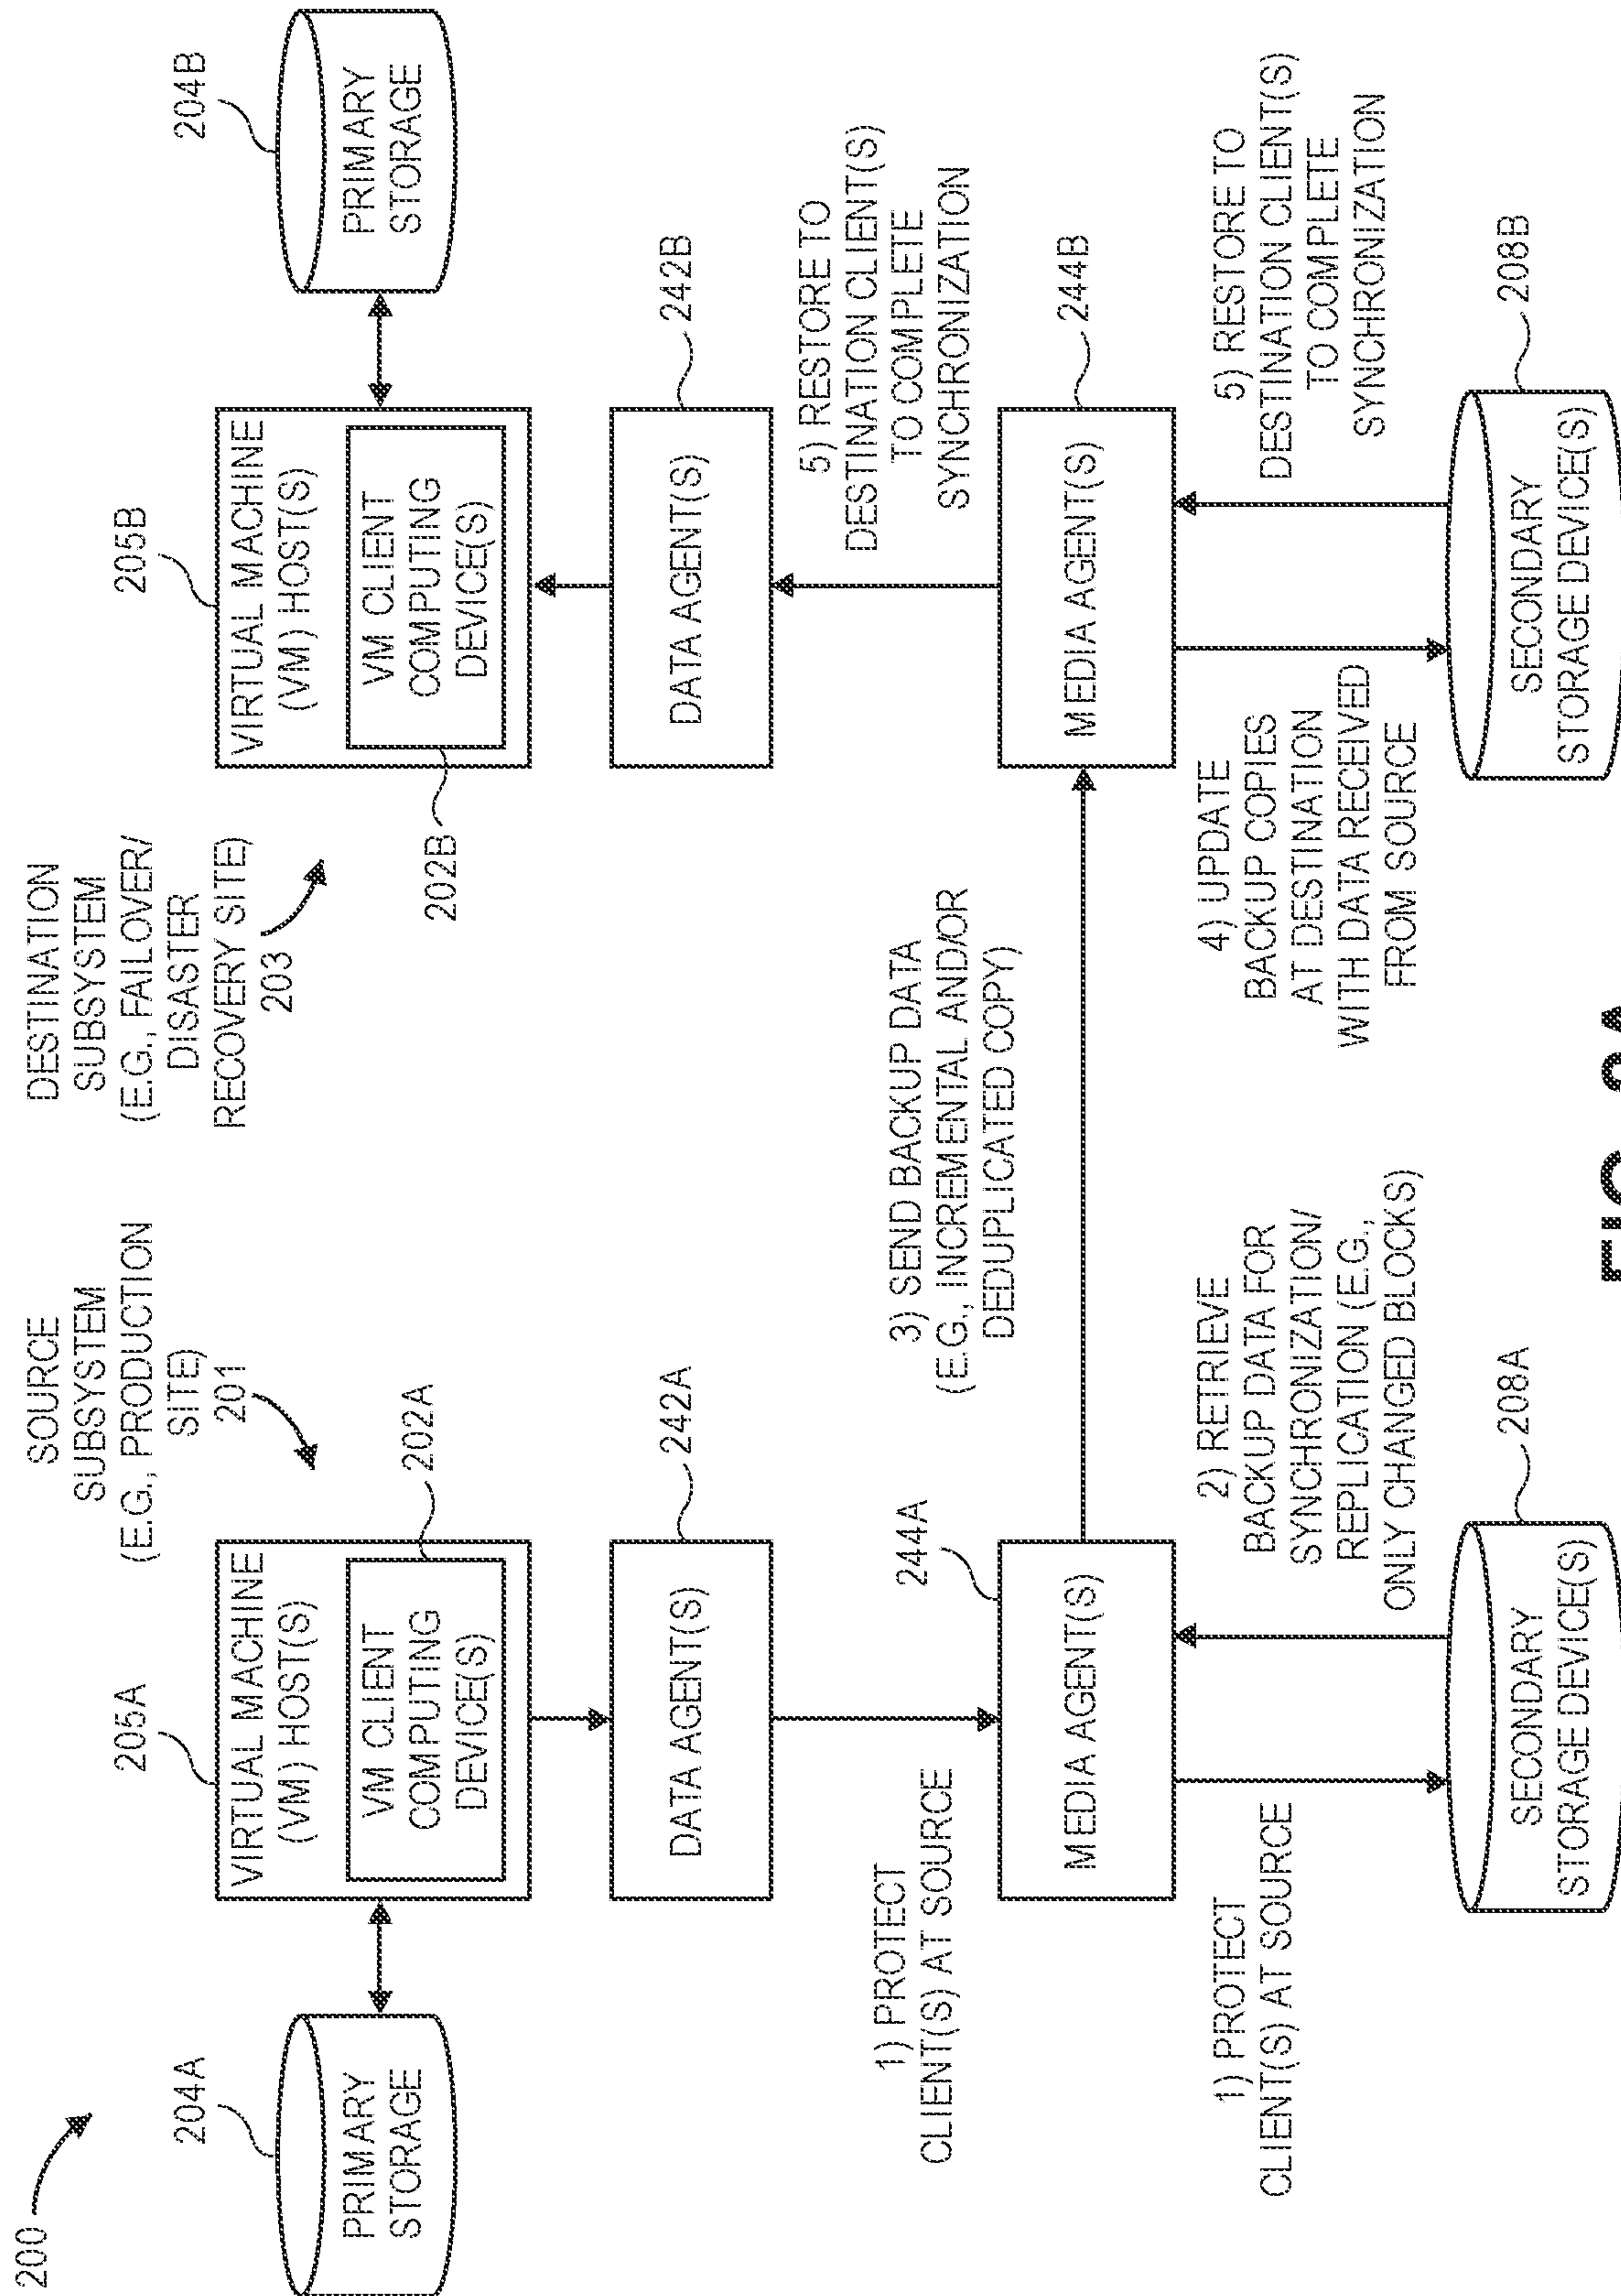 200
SOURCE
SUBSYSTEM
(E.G., PRODUCTION
SITE)
201
DESTINATION
SUBSYSTEM
(E.G., FAILOVER/
DISASTER
RECOVERY SITE)
203
204A
PRIMARY
STORAGE
205A
VIRTUAL MACHINE
(VM) HOST(S)
VM CLIENT
COMPUTING
DEVICE(S)
202A
205B
VIRTUAL MACHINE
(VM) HOST(S)
VM CLIENT
COMPUTING
DEVICE(S)
202B
204B
PRIMARY
STORAGE
DATA AGENT(S)
242A
DATA AGENT(S)
242B
1) PROTECT
CLIENT(S) AT SOURCE
3) SEND BACKUP DATA
(E.G., INCREMENTAL AND/OR
DEDUPLICATED COPY)
5) RESTORE TO
DESTINATION CLIENT(S)
TO COMPLETE
SYNCHRONIZATION
244A
MEDIA AGENT(S)
MEDIA AGENT(S)
244B
1) PROTECT
CLIENT(S) AT SOURCE
2) RETRIEVE
BACKUP DATA FOR
SYNCHRONIZATION/
REPLICATION (E.G.,
ONLY CHANGED BLOCKS)
4) UPDATE
BACKUP COPIES
AT DESTINATION
WITH DATA RECEIVED
FROM SOURCE
5) RESTORE TO
DESTINATION CLIENT(S)
TO COMPLETE
SYNCHRONIZATION
SECONDARY
STORAGE DEVICE(S)
208A
SECONDARY
STORAGE DEVICE(S)
208B